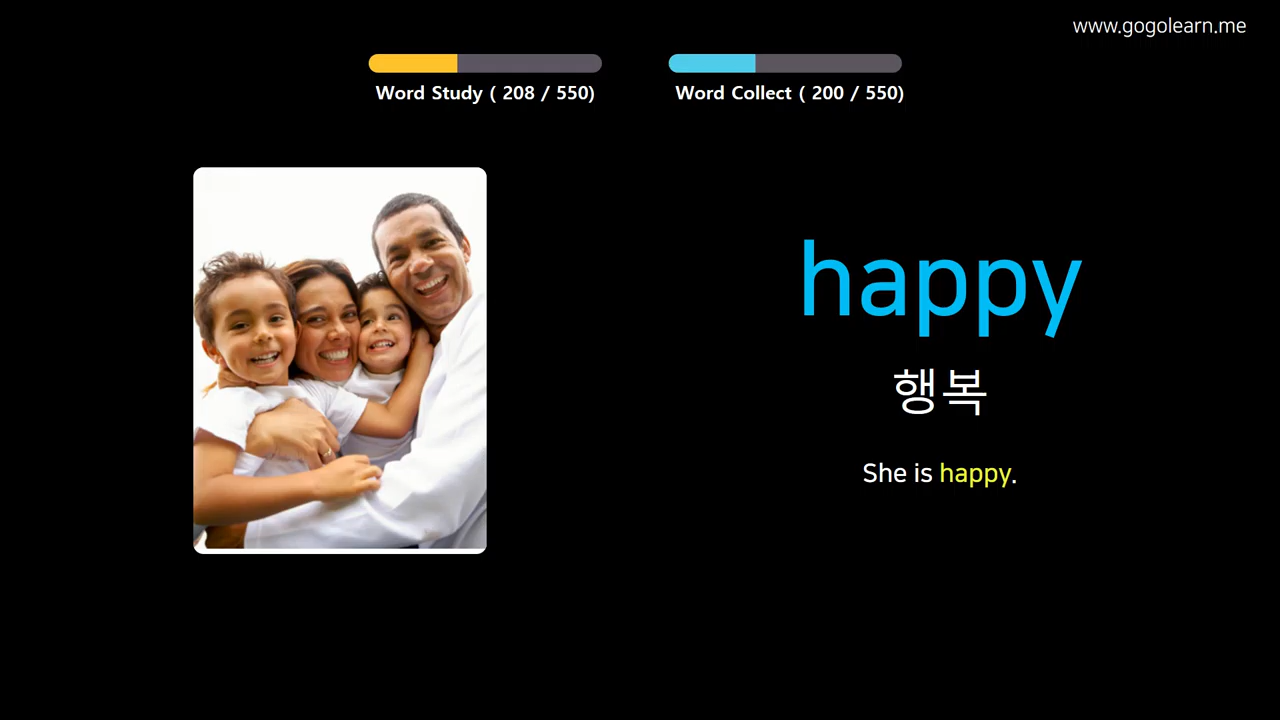 www.gogolearn.me
Word Study ( 208 / 550)
Word Collect ( 200 / 550)
happy
행복
She is happy.